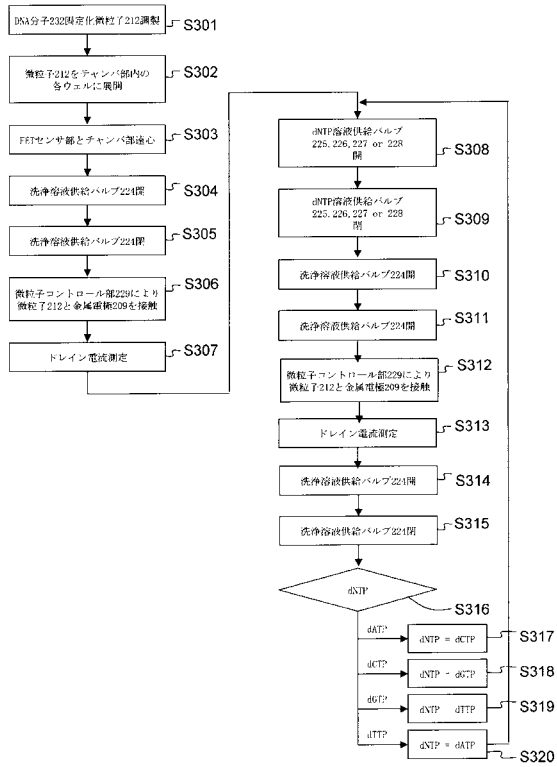 DNA分子232固定化微粒子212調製
S301
微粒子212をチャンバ部内の
各ウェルに展開
S302
FETセンサ部とチャンバ部遠心
S303
洗浄溶液供給バルブ224開
S304
洗浄溶液供給バルブ224閉
S305
微粒子コントロール部229により
微粒子212と金属電極209を接触
S306
ドレイン電流測定
S307
dNTP溶液供給バルブ
225,226,227 or 228
開
S308
dNTP溶液供給バルブ
225,226,227 or 228
閉
S309
洗浄溶液供給バルブ224開
S310
洗浄溶液供給バルブ224閉
S311
微粒子コントロール部229により
微粒子212と金属電極209を接触
S312
ドレイン電流測定
S313
洗浄溶液供給バルブ224開
S314
洗浄溶液供給バルブ224閉
S315
dNTP
S316
dATP
dNTP = dCTP
S317
dCTP
dNTP = dGTP
S318
dGTP
dNTP dTTP
S319
dTTP
dNTP = dATP
S320